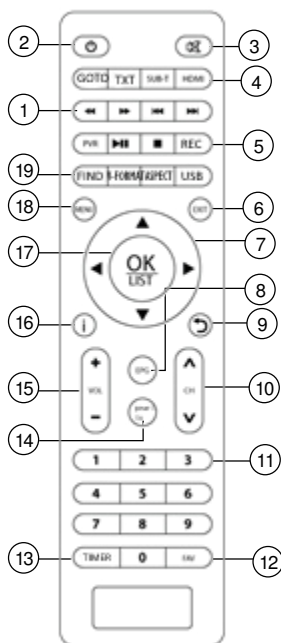 2 3
GOTO TXT SUB-T HDMI 4
1
PVR REC 5
19 FIND V-FORMAT ASPECT USB
18 MENU EXIT 6
7
17 OK
LIST
8
16 i 9
+
15 VOL EPG CH 10
-
14
1 2 3 11
4 5 6
7 8 9
13 TIMER 0 FAV 12